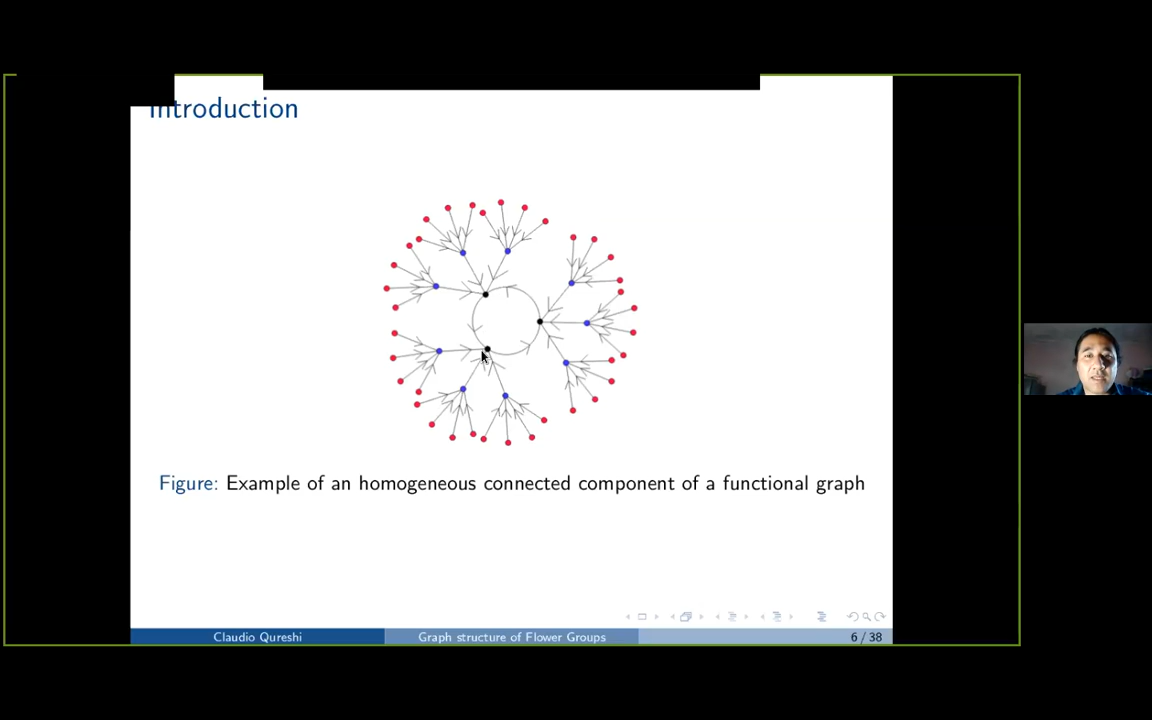 Introduction
Figure: Example of an homogeneous connected component of a functional graph
Claudio Qureshi
Graph structure of Flower Groups
6 / 38